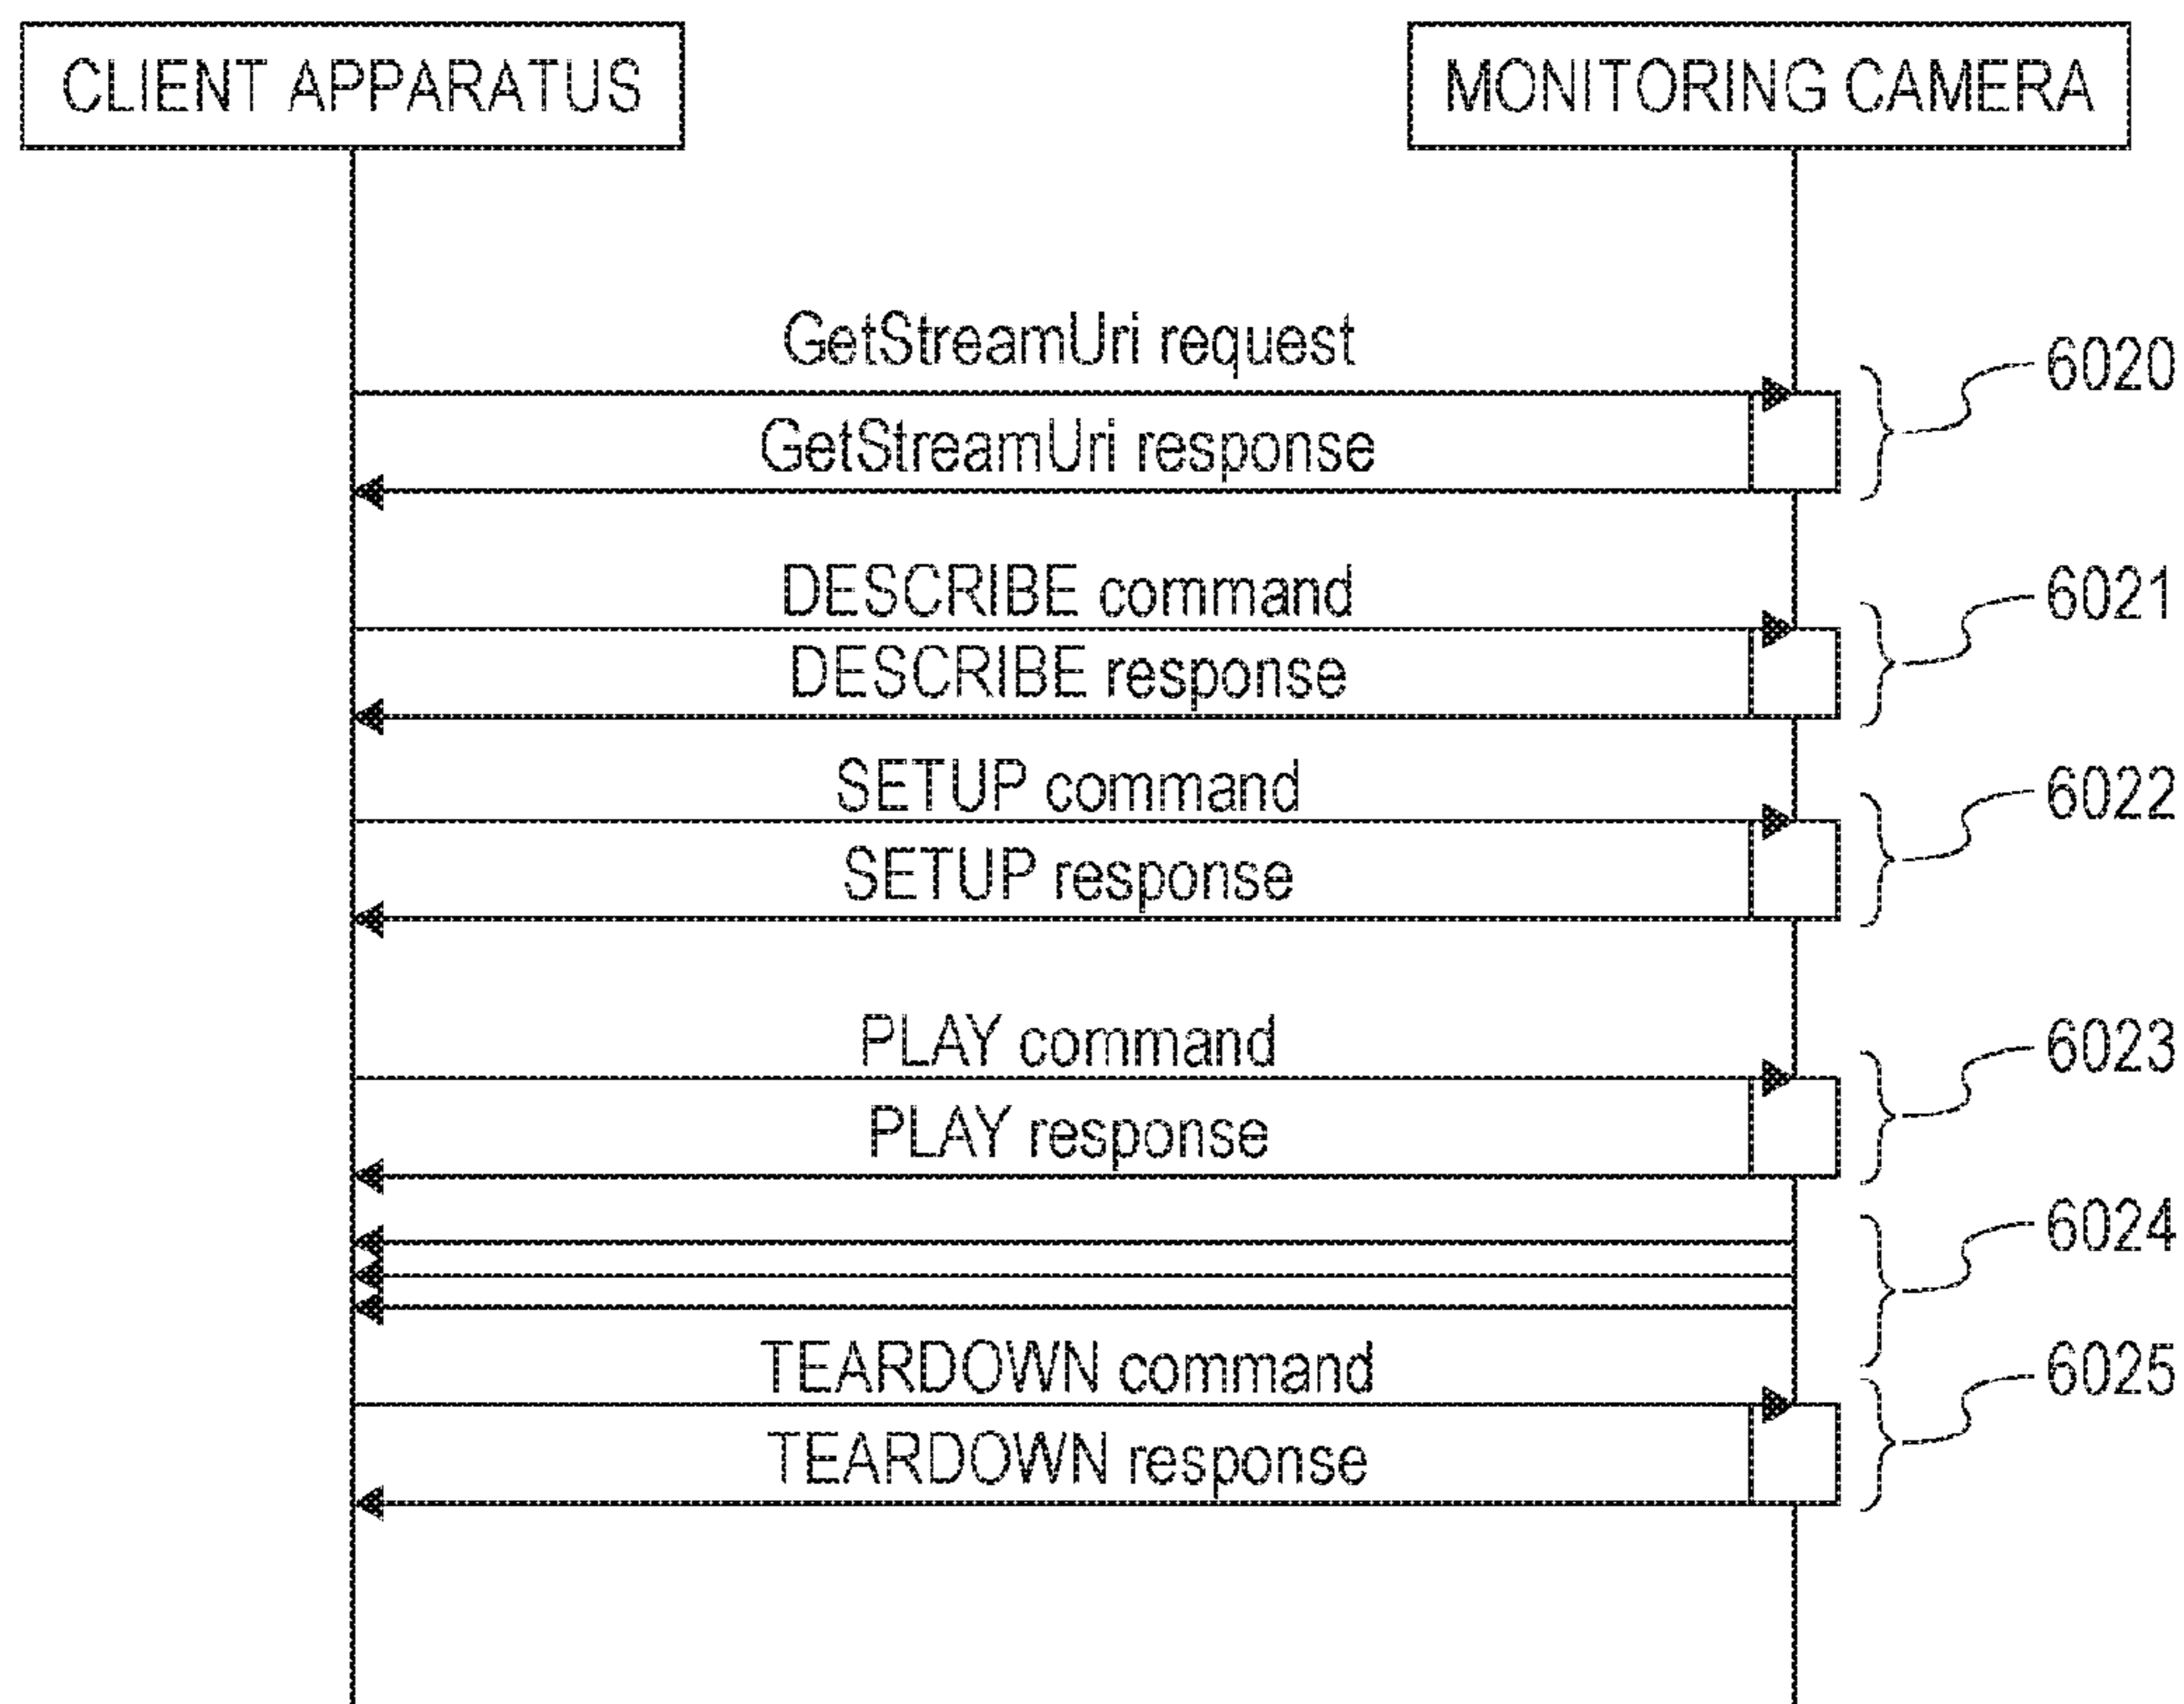 CLIENT APPARATUS
MONITORING CAMERA
GetStreamUri request
6020
GetStreamUri response
DESCRIBE command
6021
DESCRIBE response
SETUP command
6022
SETUP response
PLAY command
6023
PLAY response
6024
TEARDOWN command
6025
TEARDOWN response